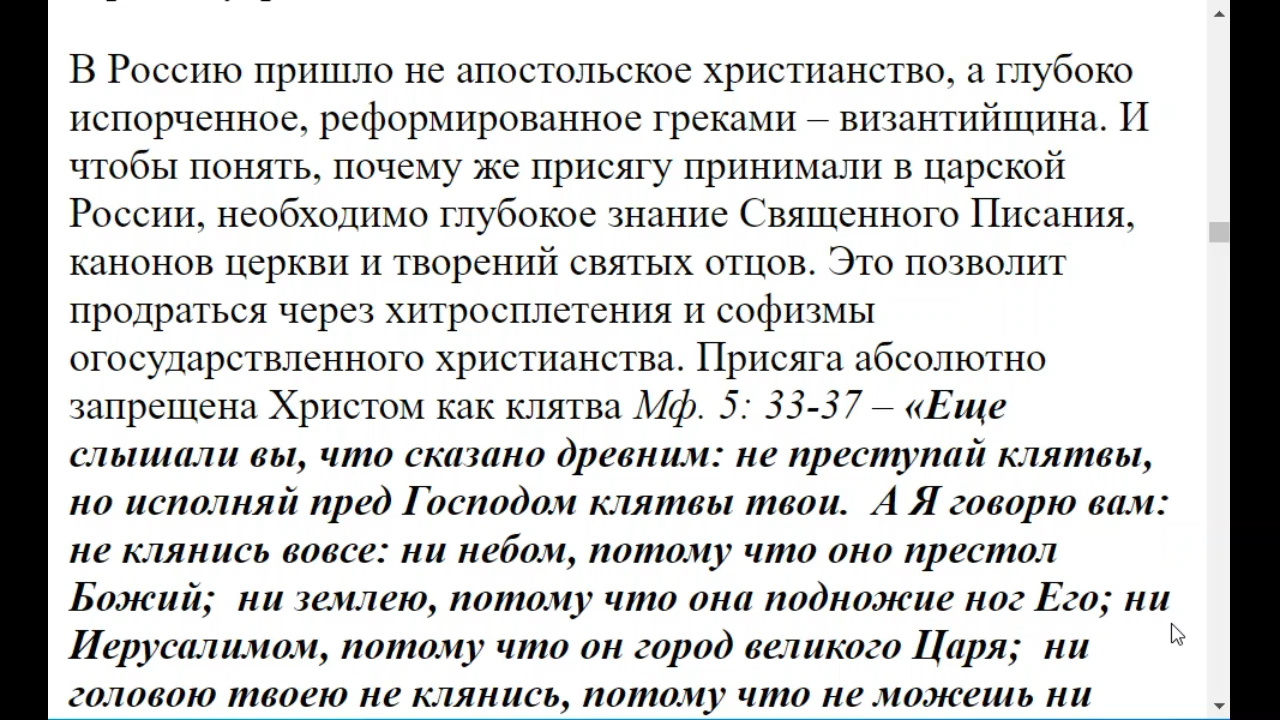 В Россию пришло не апостольское христианство, а глубоко
испорченное, реформированное греками – византийщина. И
чтобы понять, почему же присягу принимали в царской
России, необходимо глубокое знание Священного Писания,
канонов церкви и творений святых отцов. Это позволит
продраться через хитросплетения и софизмы
огосударствленного христианства. Присяга абсолютно
запрещена Христом как клятва Мф. 5: 33-37 – «Еще
слышали вы, что сказано древним: не преступай клятвы,
но исполняй пред Господом клятвы твои.  А Я говорю вам:
не клянись вовсе: ни небом, потому что оно престол
Божий;  ни землею, потому что она подножие ног Его; ни
Иерусалимом, потому что он город великого Царя;  ни
головою твоею не клянись, потому что не можешь ни